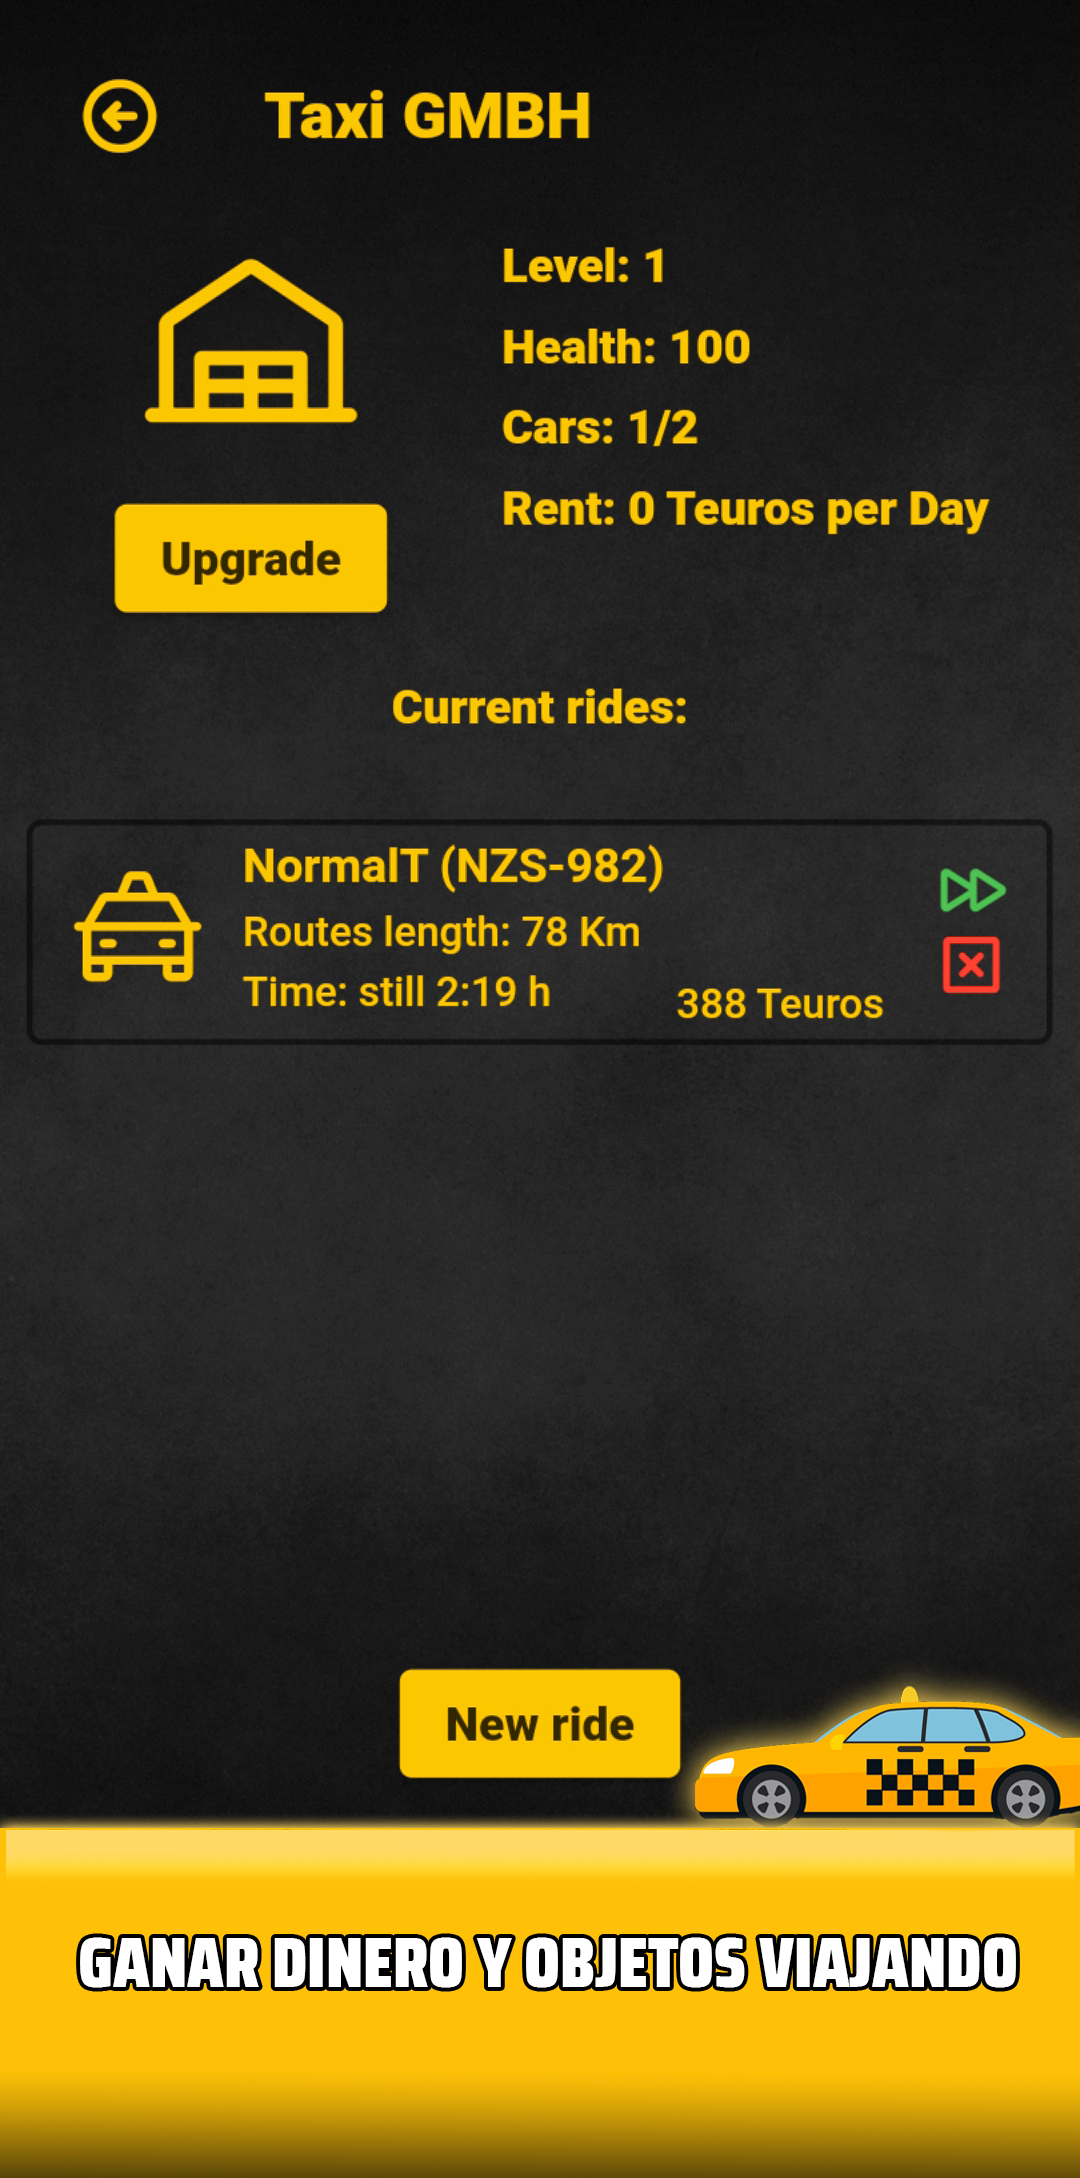 Taxi GMBH
Level: 1
Health: 100
Cars: 1/2
Rent: 0 Teuros per Day
Upgrade
Current rides:
NormalT (NZS-982)
Routes length: 78 Km
Time: still 2:19 h
388 Teuros
New ride
GANAR DINERO Y OBJETOS VIAJANDO